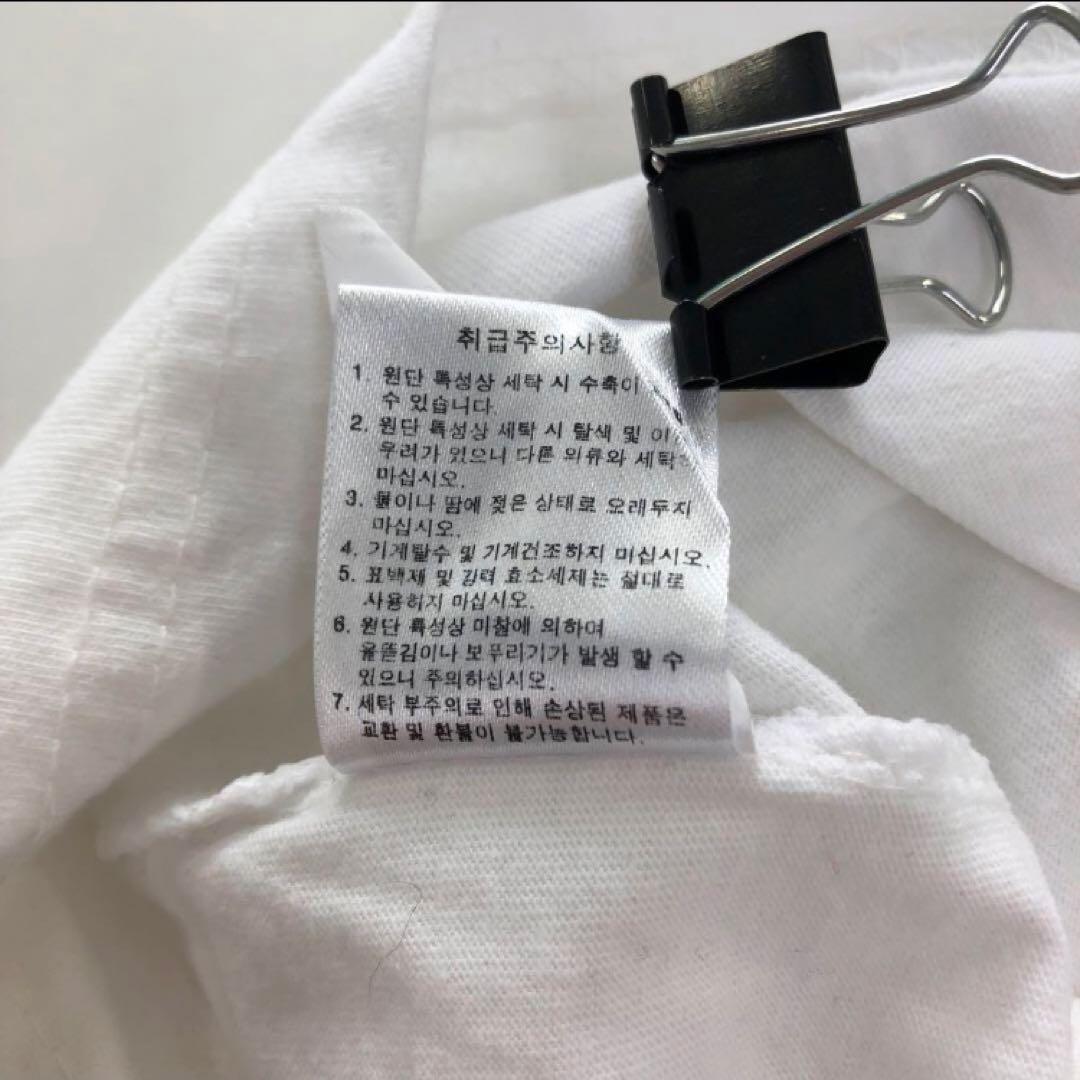 취급주의사항
1. 원단 특성상 세탁 시 수축이
수 있습니다.
2. 원단 특성상 세탁 시 탈색 및
우려가 있으니 다른 의류와
마십시오.
3. 물이나 땀에 젖은 상태로 오래두지
마십시오.
4. 기계탈수 및 기계건조하지 마십시오.
5. 표백제 및 강력 효소세제는 절대로
사용하지 마십시오.
6. 원단 특성상 마찰에 의하여
올뜯김이나 보푸리기가 발생 할 수
있으니 주의하십시오.
7. 세탁 부주의로 인해 손상된 제품은
교환 및 환불이 불가능합니다.